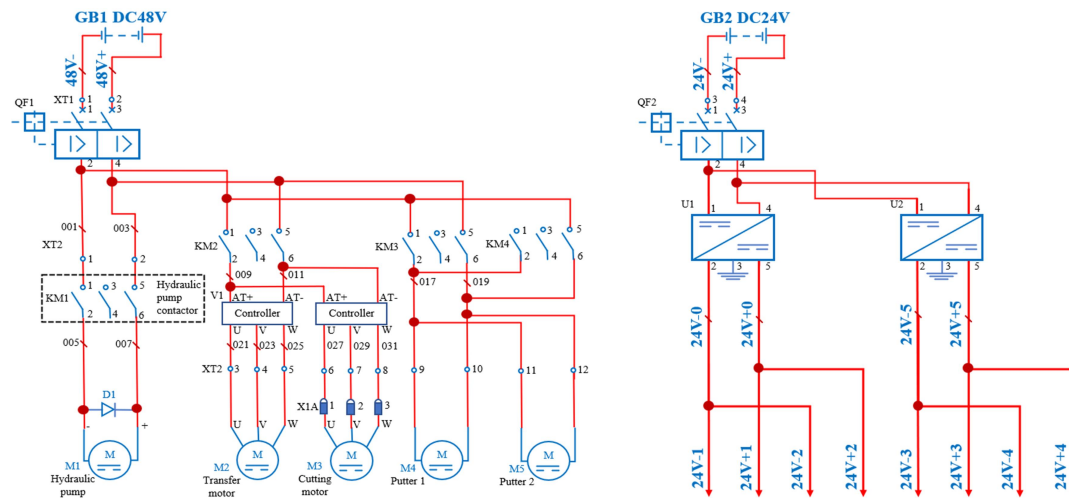 GB1 DC48V
48V-
48V+
QF1
XT1
1
2
1
3
2
4
001
003
XT2
1
2
KM1
1
3
5
2
4
6
Hydraulic
pump
contactor
005
007
D1
-
+
M
M1
Hydraulic
pump
KM2
1
3
5
2
4
6
009
011
V1
AT+
AT-
Controller
AT+
AT-
Controller
U
V
W
U
V
W
021
023
025
027
029
031
XT2
3
4
5
6
7
8
X1A
1
2
3
U
V
W
U
V
W
M
M2
Transfer
motor
M
M3
Cutting
motor
KM3
1
3
5
2
4
6
KM4
1
3
5
2
4
6
017
019
9
10
11
12
M
M4
Putter 1
M
M5
Putter 2
GB2 DC24V
24V-
24V+
QF2
3
4
1
3
2
4
U1
1
4
2
3
5
U2
1
4
2
3
5
24V-0
24V+0
24V-5
24V+5
24V-1
24V+1
24V-2
24V+2
24V-3
24V+3
24V-4
24V+4